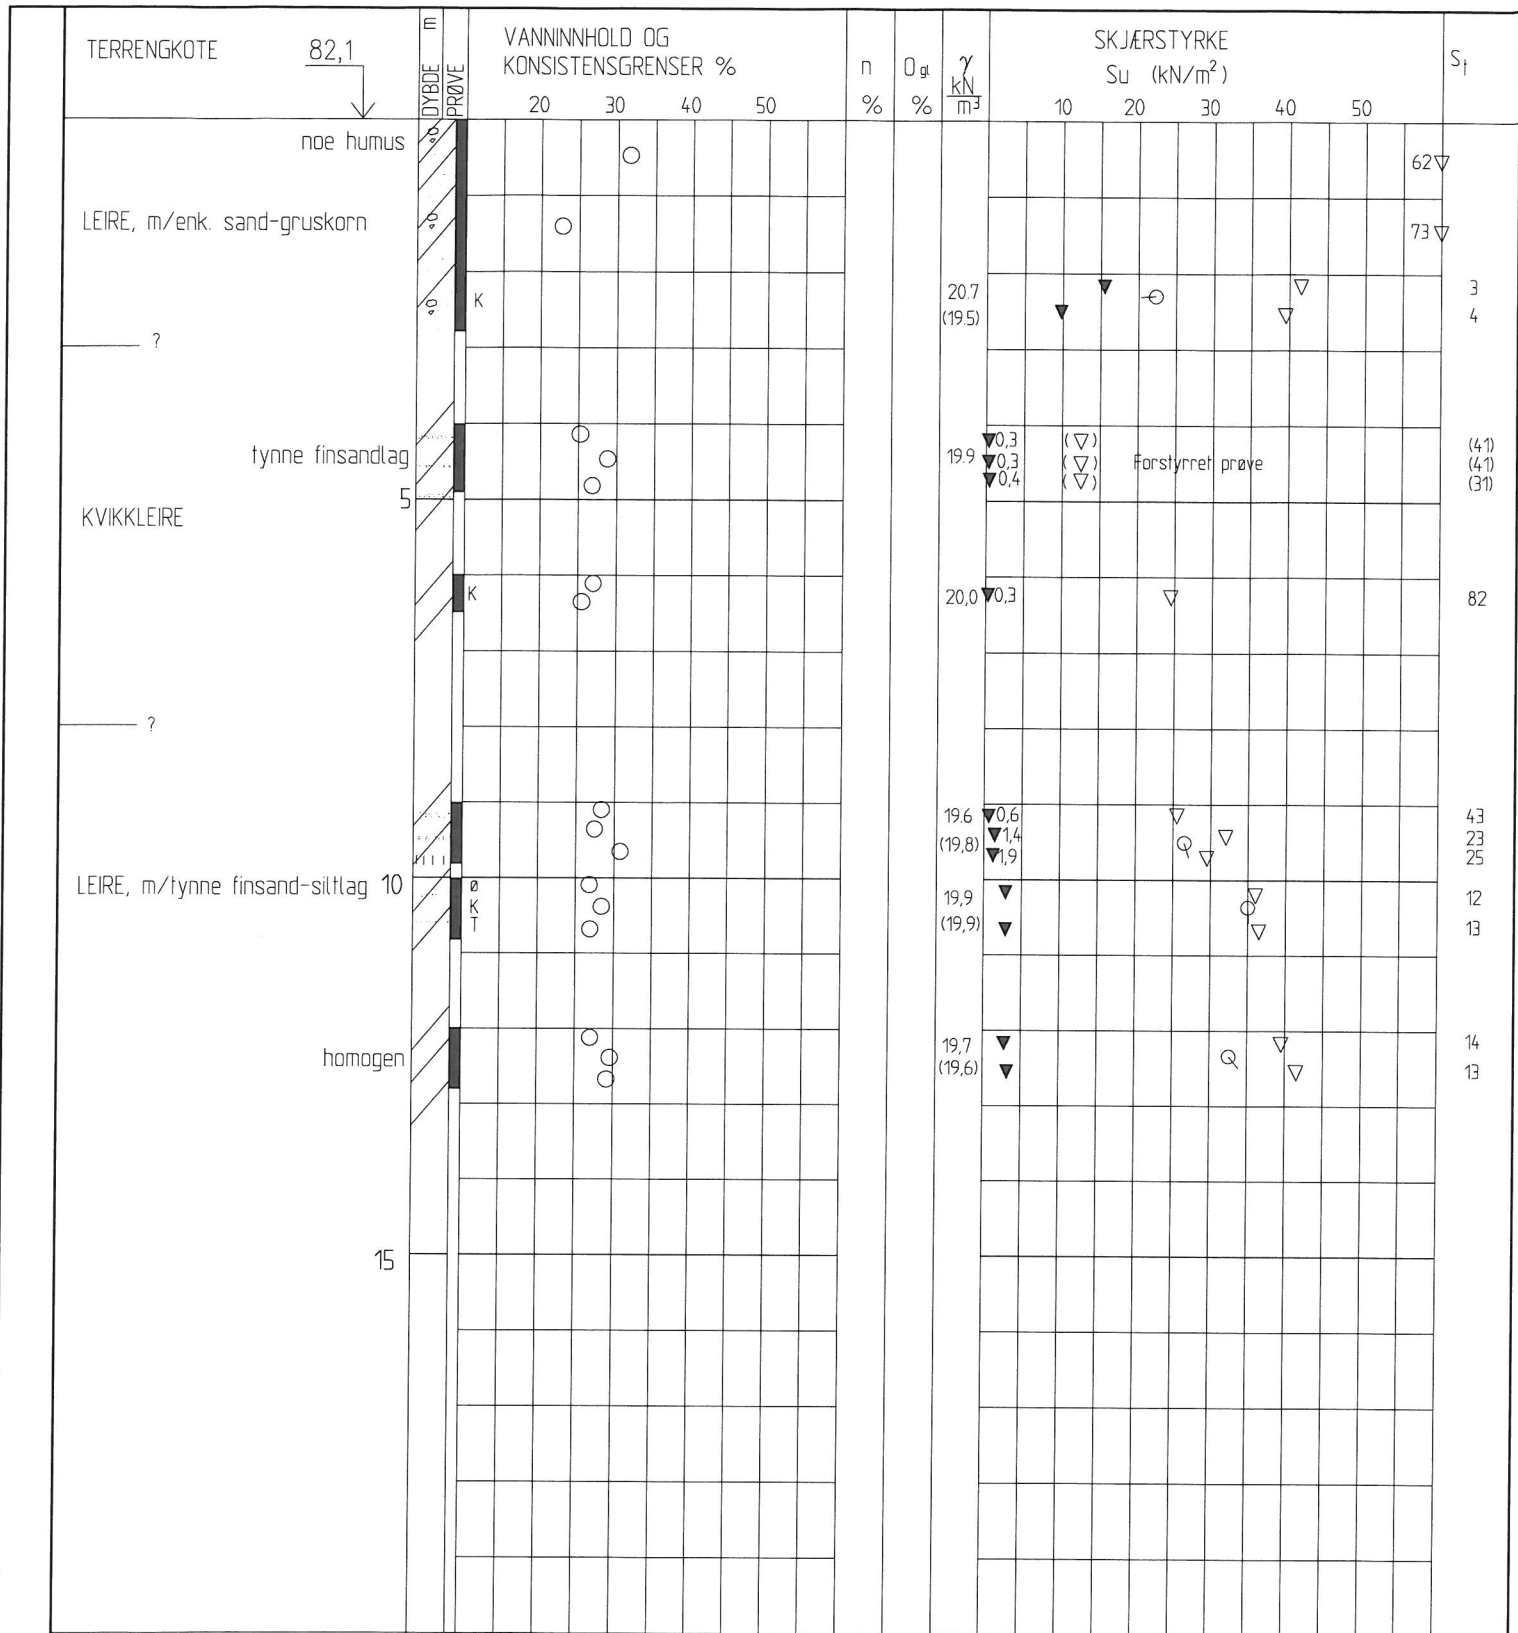 TERRENGKOTE 82,1
m
DYBDE
PRØVE
VANNINNHOLD OG
KONSISTENSGRENSER %
20 30 40 50
n
%
O gl
%
γ
kN
m³
SKJÆRSTYRKE
Su (kN/m²)
10 20 30 40 50
St
noe humus
62
LEIRE, m/enk. sand-gruskorn
73
K 20.7 3
(19.5) 4
?
0,3 ( ) (41)
tynne finsandlag 19.9 0,3 ( ) Forstyrret prøve (41)
0,4 ( ) (31)
5
KVIKKLEIRE
K 20,0 0,3 82
?
19.6 0,6 43
(19,8) 1,4 23
1,9 25
LEIRE, m/tynne finsand-siltlag 10 Ø
K 19,9 12
T (19,9) 13
homogen 19,7 14
(19,6) 13
15